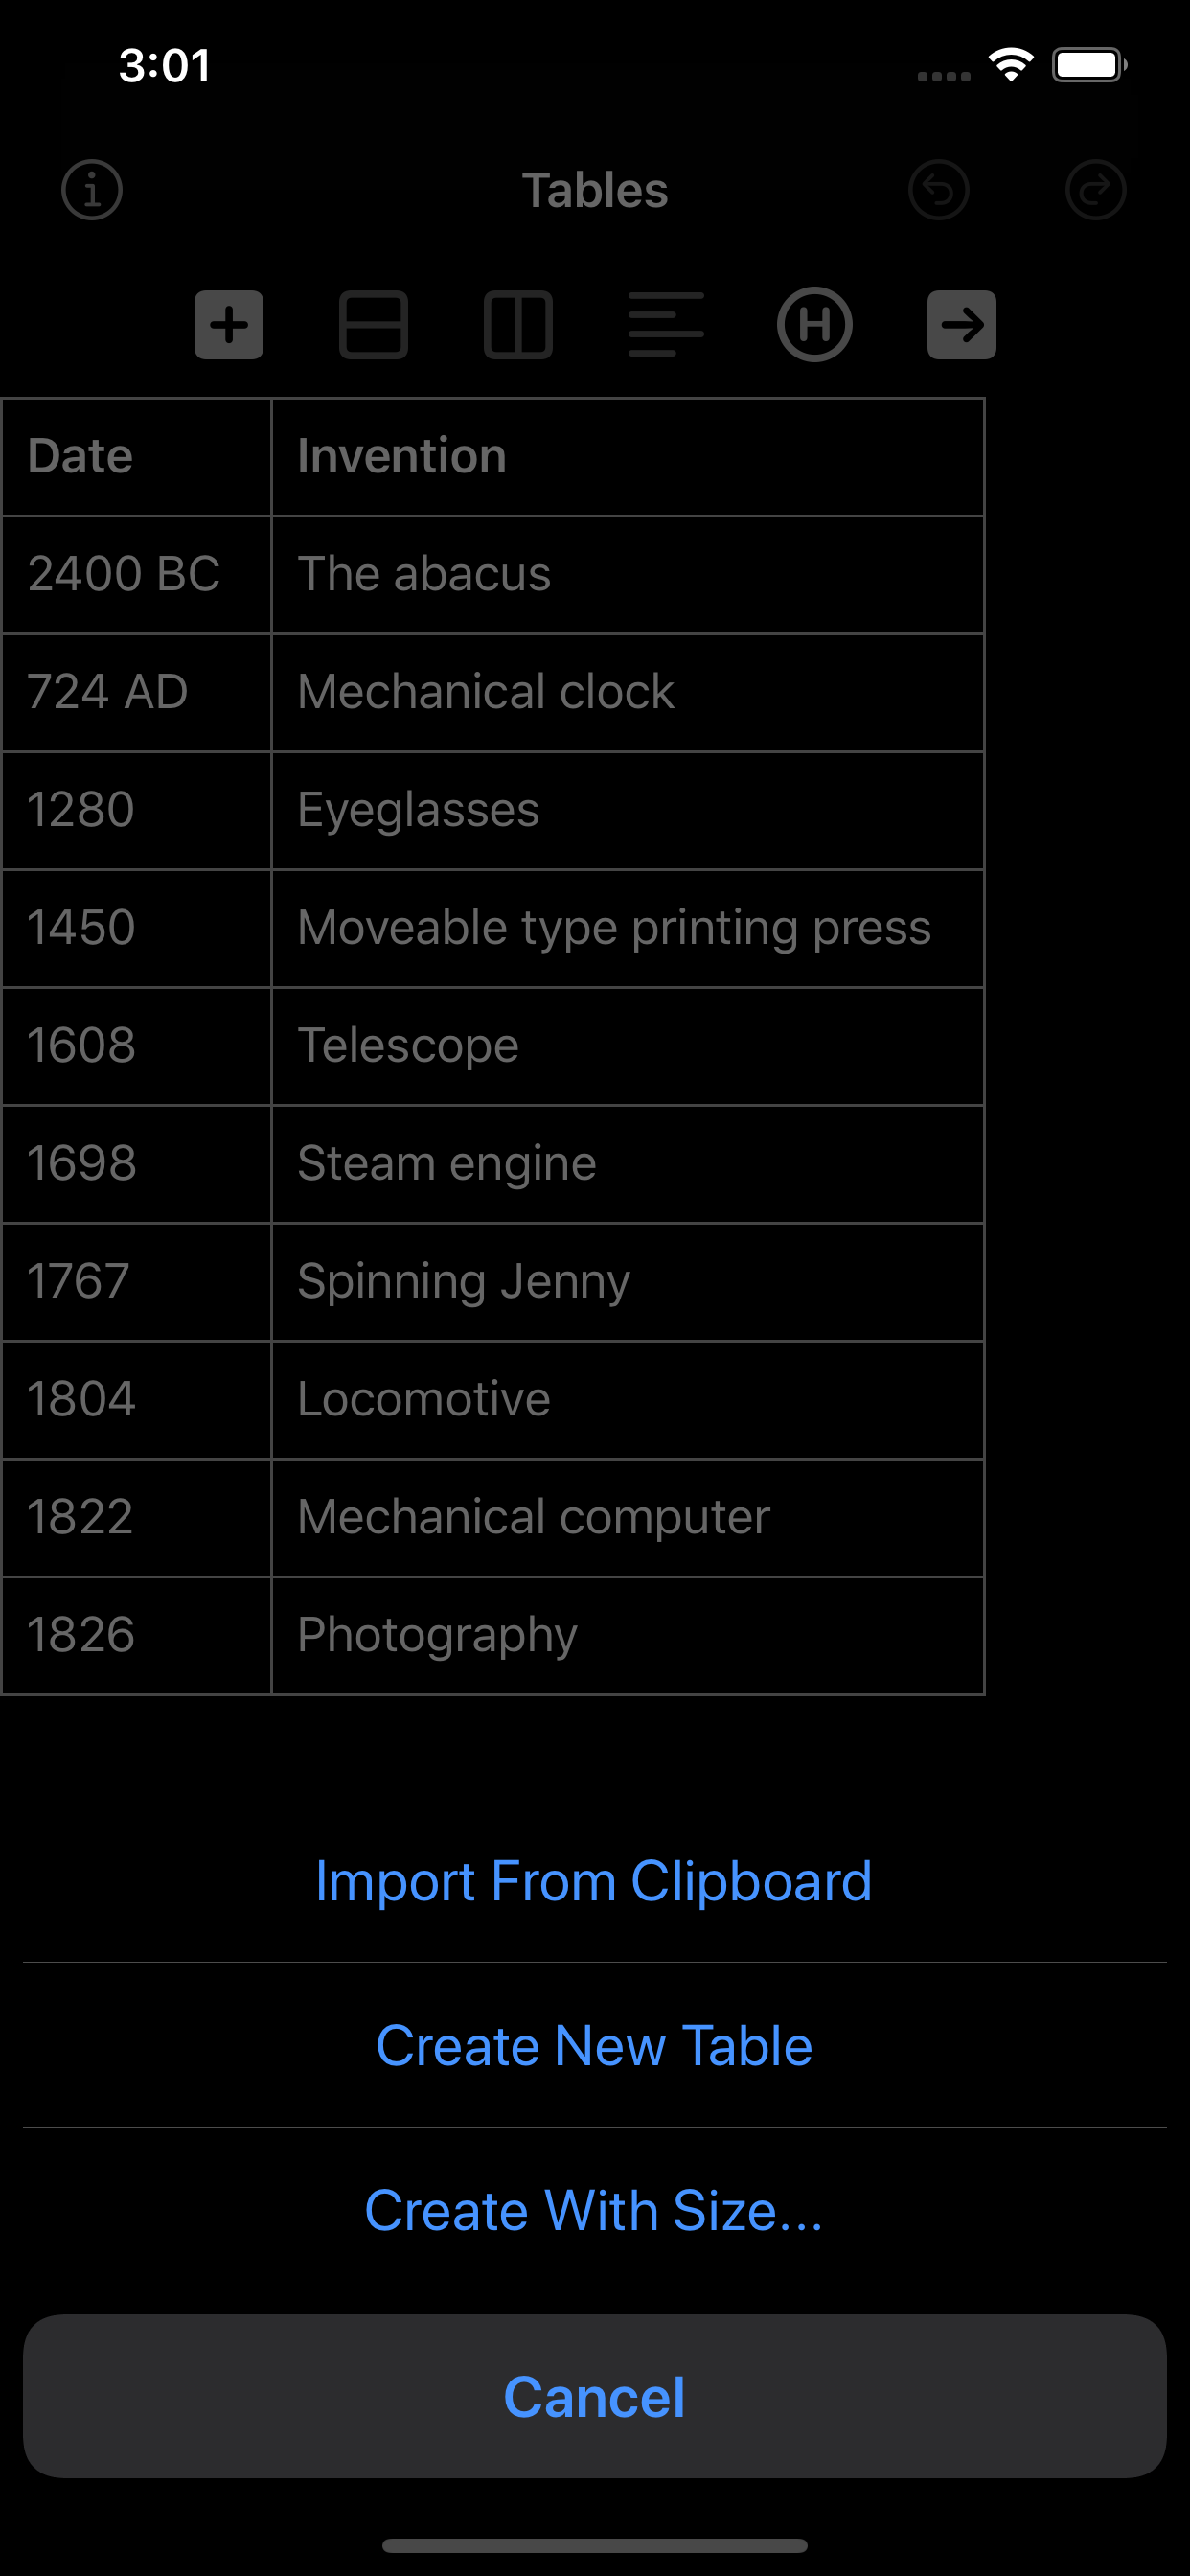 3:01
Tables
H
Date Invention
2400 BC The abacus
724 AD Mechanical clock
1280 Eyeglasses
1450 Moveable type printing press
1608 Telescope
1698 Steam engine
1767 Spinning Jenny
1804 Locomotive
1822 Mechanical computer
1826 Photography
Import From Clipboard
Create New Table
Create With Size...
Cancel